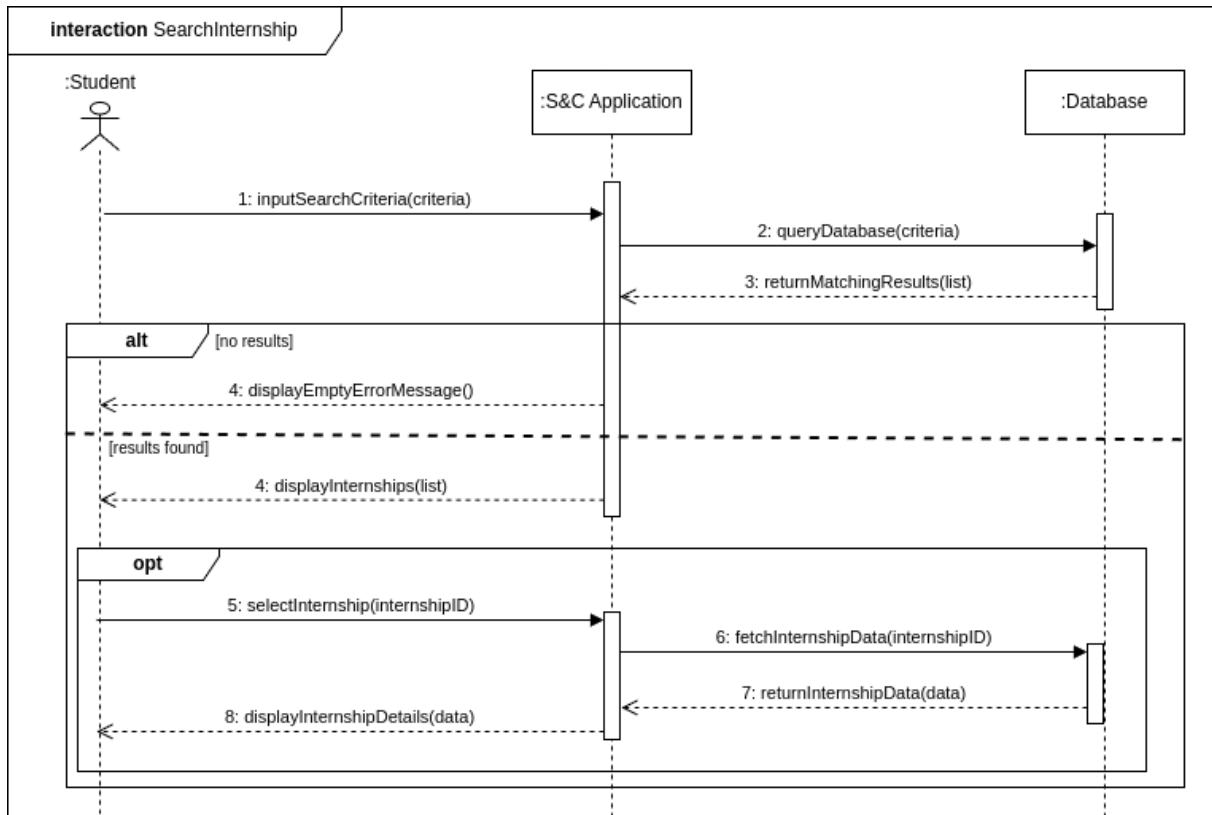 interaction SearchInternship
:Student
:S&C Application
:Database
1: inputSearchCriteria(criteria)
2: queryDatabase(criteria)
3: returnMatchingResults(list)
alt
[no results]
4: displayEmptyErrorMessage()
[results found]
4: displayInternships(list)
opt
5: selectInternship(internshipID)
6: fetchInternshipData(internshipID)
7: returnInternshipData(data)
8: displayInternshipDetails(data)